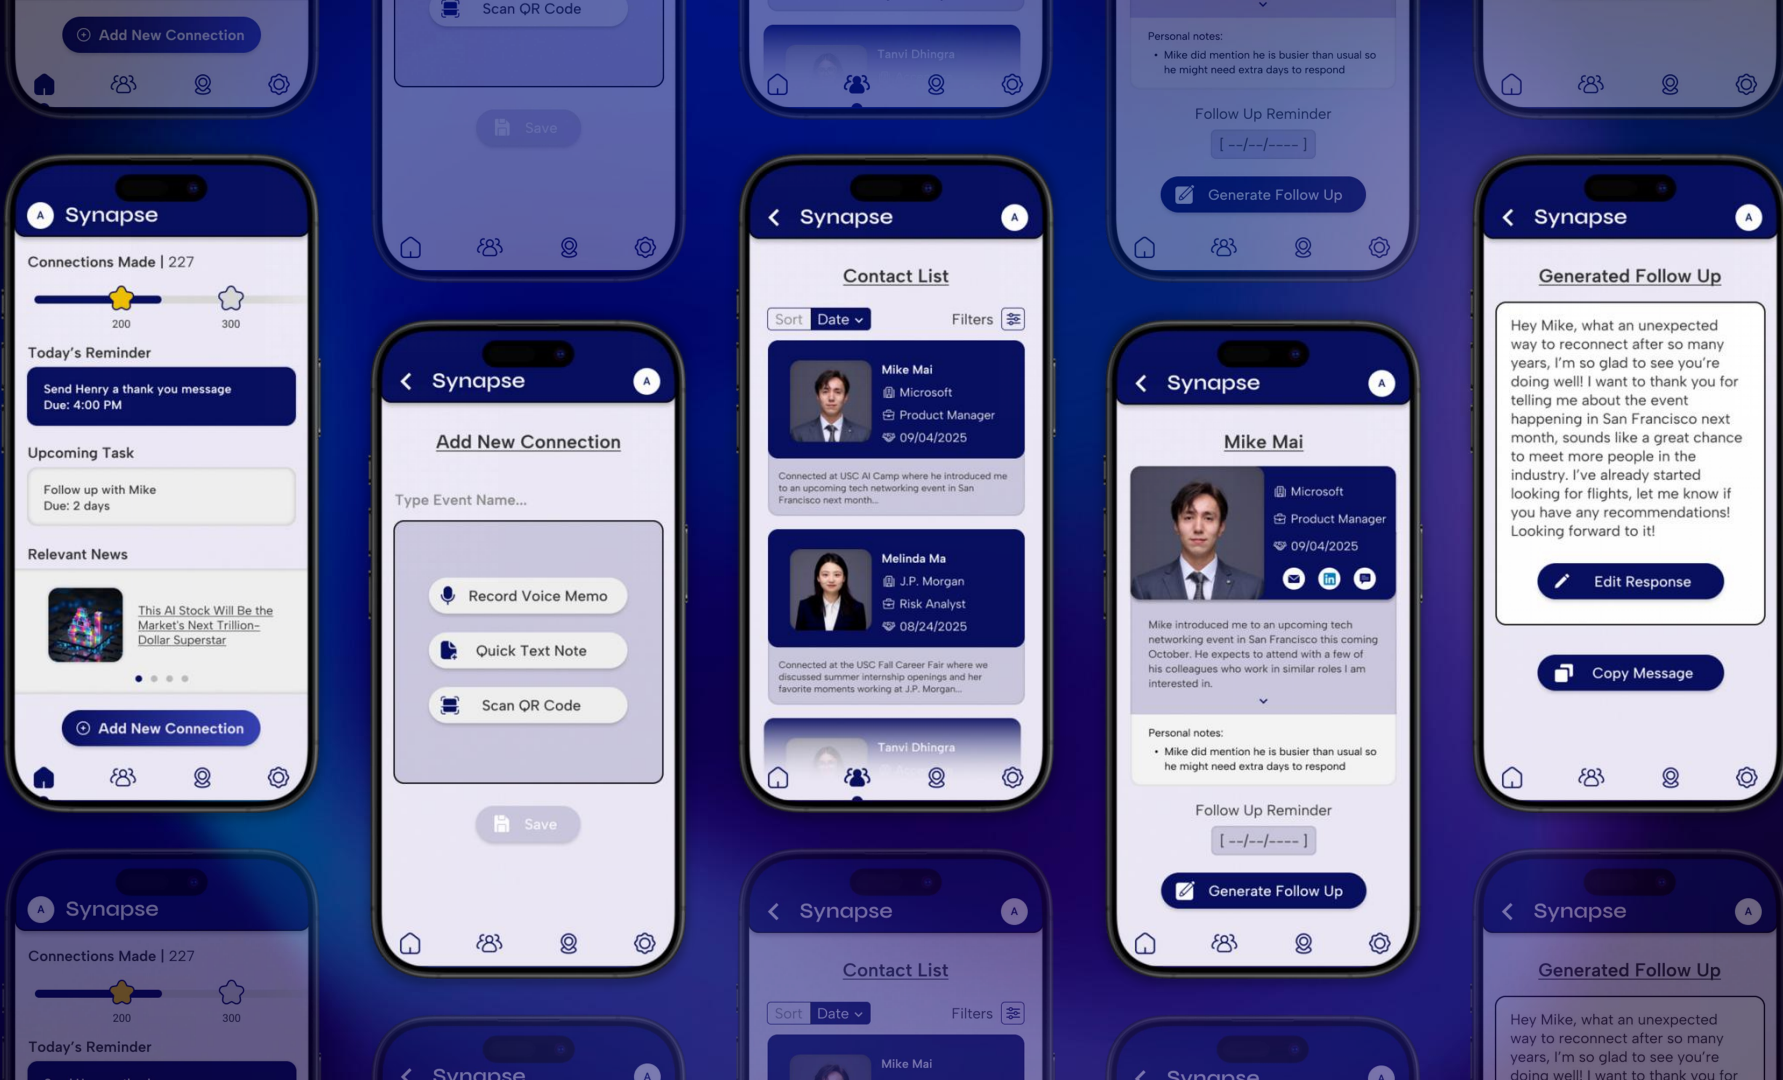 Add New Connection
Scan QR Code
Save
Tanvi Dhingra
Personal notes:
• Mike did mention he is busier than usual so
he might need extra days to respond
Follow Up Reminder
[ --/--/---- ]
Generate Follow Up
A Synapse
Connections Made | 227
200 300
Today's Reminder
Send Henry a thank you message
Due: 4:00 PM
Upcoming Task
Follow up with Mike
Due: 2 days
Relevant News
This AI Stock Will Be the
Market's Next Trillion-
Dollar Superstar
Add New Connection
Synapse A
Add New Connection
Type Event Name...
Record Voice Memo
Quick Text Note
Scan QR Code
Save
Synapse A
Contact List
Sort Date Filters
Mike Mai
Microsoft
Product Manager
09/04/2025
Connected at USC AI Camp where he introduced me
to an upcoming tech networking event in San
Francisco next month...
Melinda Ma
J.P. Morgan
Risk Analyst
08/24/2025
Connected at the USC Fall Career Fair where we
discussed summer internship openings and her
favorite moments working at J.P. Morgan...
Tanvi Dhingra
Synapse A
Mike Mai
Microsoft
Product Manager
09/04/2025
in
Mike introduced me to an upcoming tech
networking event in San Francisco this coming
October. He expects to attend with a few of
his colleagues who work in similar roles I am
interested in.
Personal notes:
• Mike did mention he is busier than usual so
he might need extra days to respond
Follow Up Reminder
[ --/--/---- ]
Generate Follow Up
Synapse A
Generated Follow Up
Hey Mike, what an unexpected
way to reconnect after so many
years, I'm so glad to see you're
doing well! I want to thank you for
telling me about the event
happening in San Francisco next
month, sounds like a great chance
to meet more people in the
industry. I've already started
looking for flights, let me know if
you have any recommendations!
Looking forward to it!
Edit Response
Copy Message
A Synapse
Connections Made | 227
200 300
Today's Reminder
Synapse A
Synapse A
Contact List
Sort Date Filters
Mike Mai
Synapse A
Synapse A
Generated Follow Up
Hey Mike, what an unexpected
way to reconnect after so many
years, I'm so glad to see you're
doing well! I want to thank you for